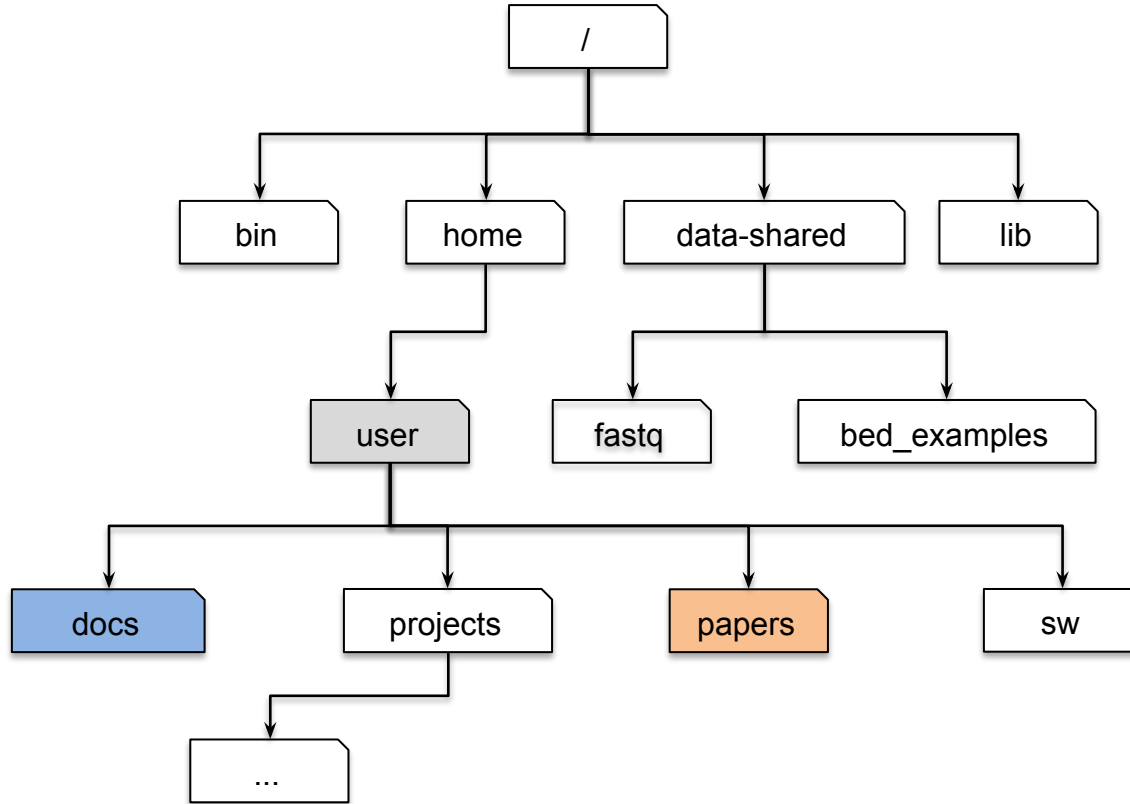 /
bin
home
data-shared
lib
user
fastq
bed_examples
docs
projects
papers
sw
...